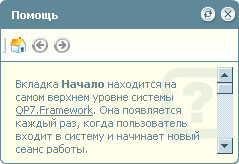 Помощь
Вкладка Начало находится на
самом верхнем уровне системы
QP7.Framework. Она появляется
каждый раз, когда пользователь
входит в систему и начинает новый
сеанс работы.